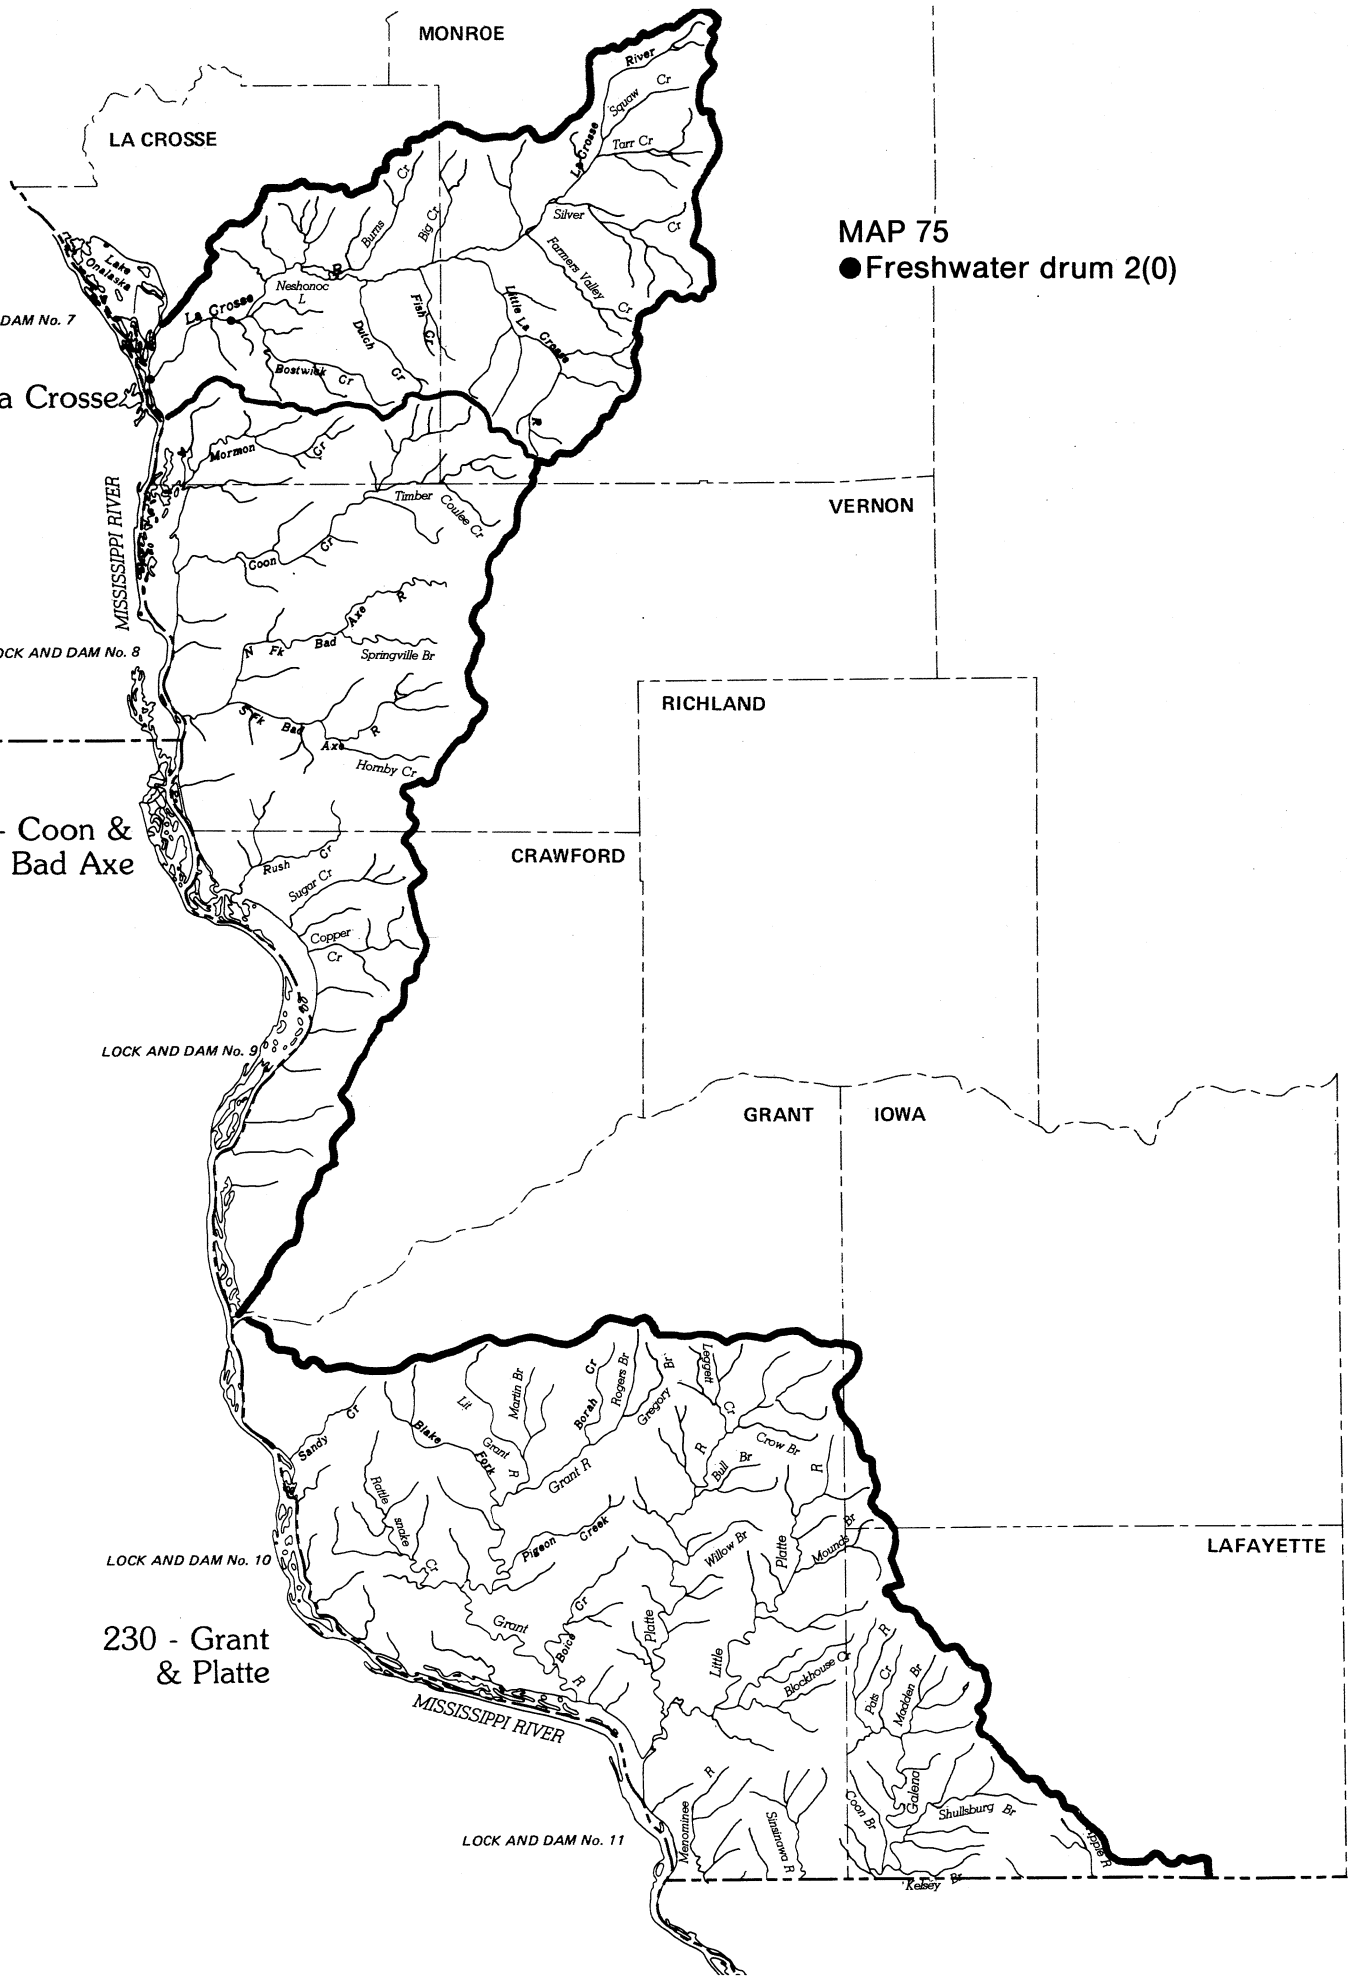 MONROE
River
Squaw Cr
LA CROSSE
La Crosse
Tarr Cr
Burns Cr
Big Cr
Silver Cr
MAP 75
●Freshwater drum 2(0)
Lake
Onalaska
Farmers Valley Cr
R
Neshonoc
L
La Crosse
Fish Cr
Little La Crosse
R
DAM No. 7
Dutch Cr
Bostwick Cr
a Crosse
Mormon Cr
MISSISSIPPI RIVER
Timber
Coulee Cr
VERNON
Coon Cr
N Fk Bad Axe R
OCK AND DAM No. 8
Springville Br
RICHLAND
S Fk Bad Axe R
Hornby Cr
- Coon &
Bad Axe
CRAWFORD
Rush Cr
Sugar Cr
Copper
Cr
LOCK AND DAM No. 9
GRANT
IOWA
Leggett Cr
Martin Br
Borah Cr
Rogers Br
Gregory Br
Lit
Grant
R
Sandy Cr
Blake
Fork
Crow Br
Bull Br
R
R
Grant R
Rattle
snake
Cr
Pigeon Creek
Willow Br
Platte
Mounds Br
LAFAYETTE
LOCK AND DAM No. 10
Grant
R
Boice Cr
Platte
Little
230 - Grant
& Platte
Blockhouse Cr
Pats Cr
R
Madden Br
MISSISSIPPI RIVER
Galena
R
Menominee
Sinsinawa R
Coon Br
Shullsburg Br
LOCK AND DAM No. 11
pple R
Kelsey Br